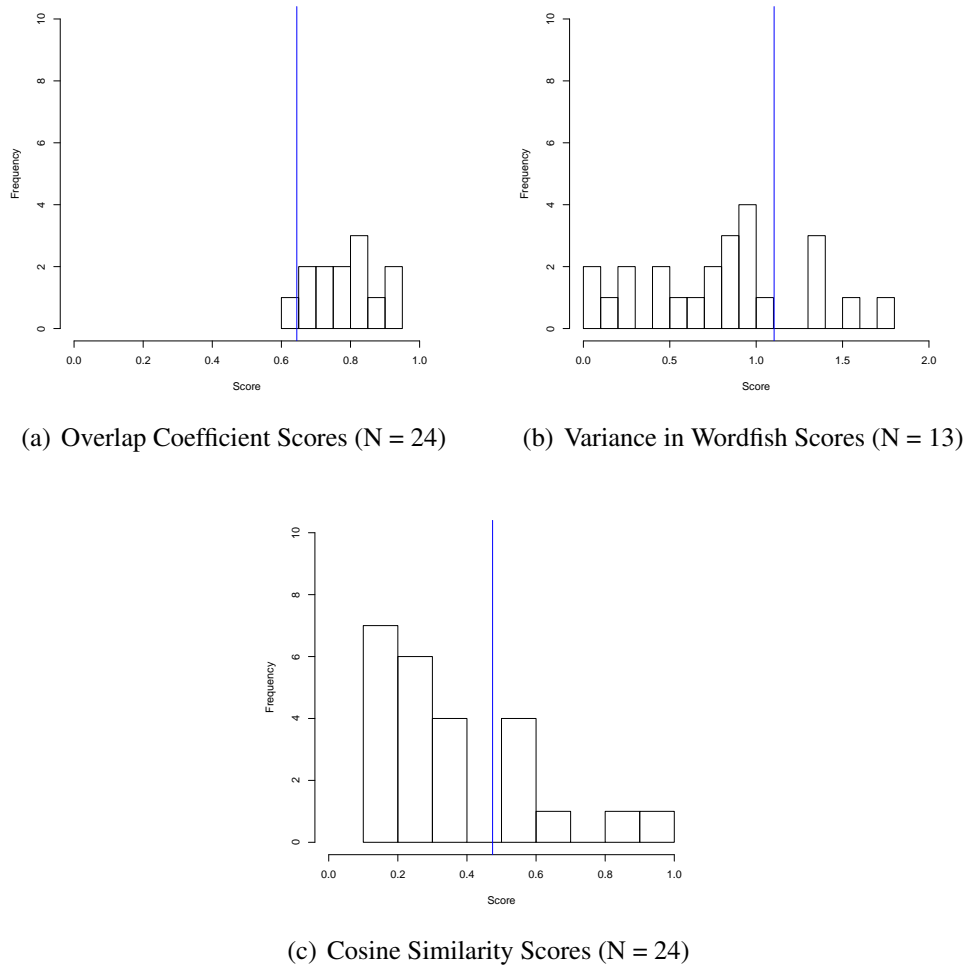 10
8
6
4
2
0
Frequency
0.0 0.2 0.4 0.6 0.8 1.0
Score
(a) Overlap Coefficient Scores (N = 24)
10
8
6
4
2
0
Frequency
0.0 0.5 1.0 1.5 2.0
Score
(b) Variance in Wordfish Scores (N = 13)
10
8
6
4
2
0
Frequency
0.0 0.2 0.4 0.6 0.8 1.0
Score
(c) Cosine Similarity Scores (N = 24)